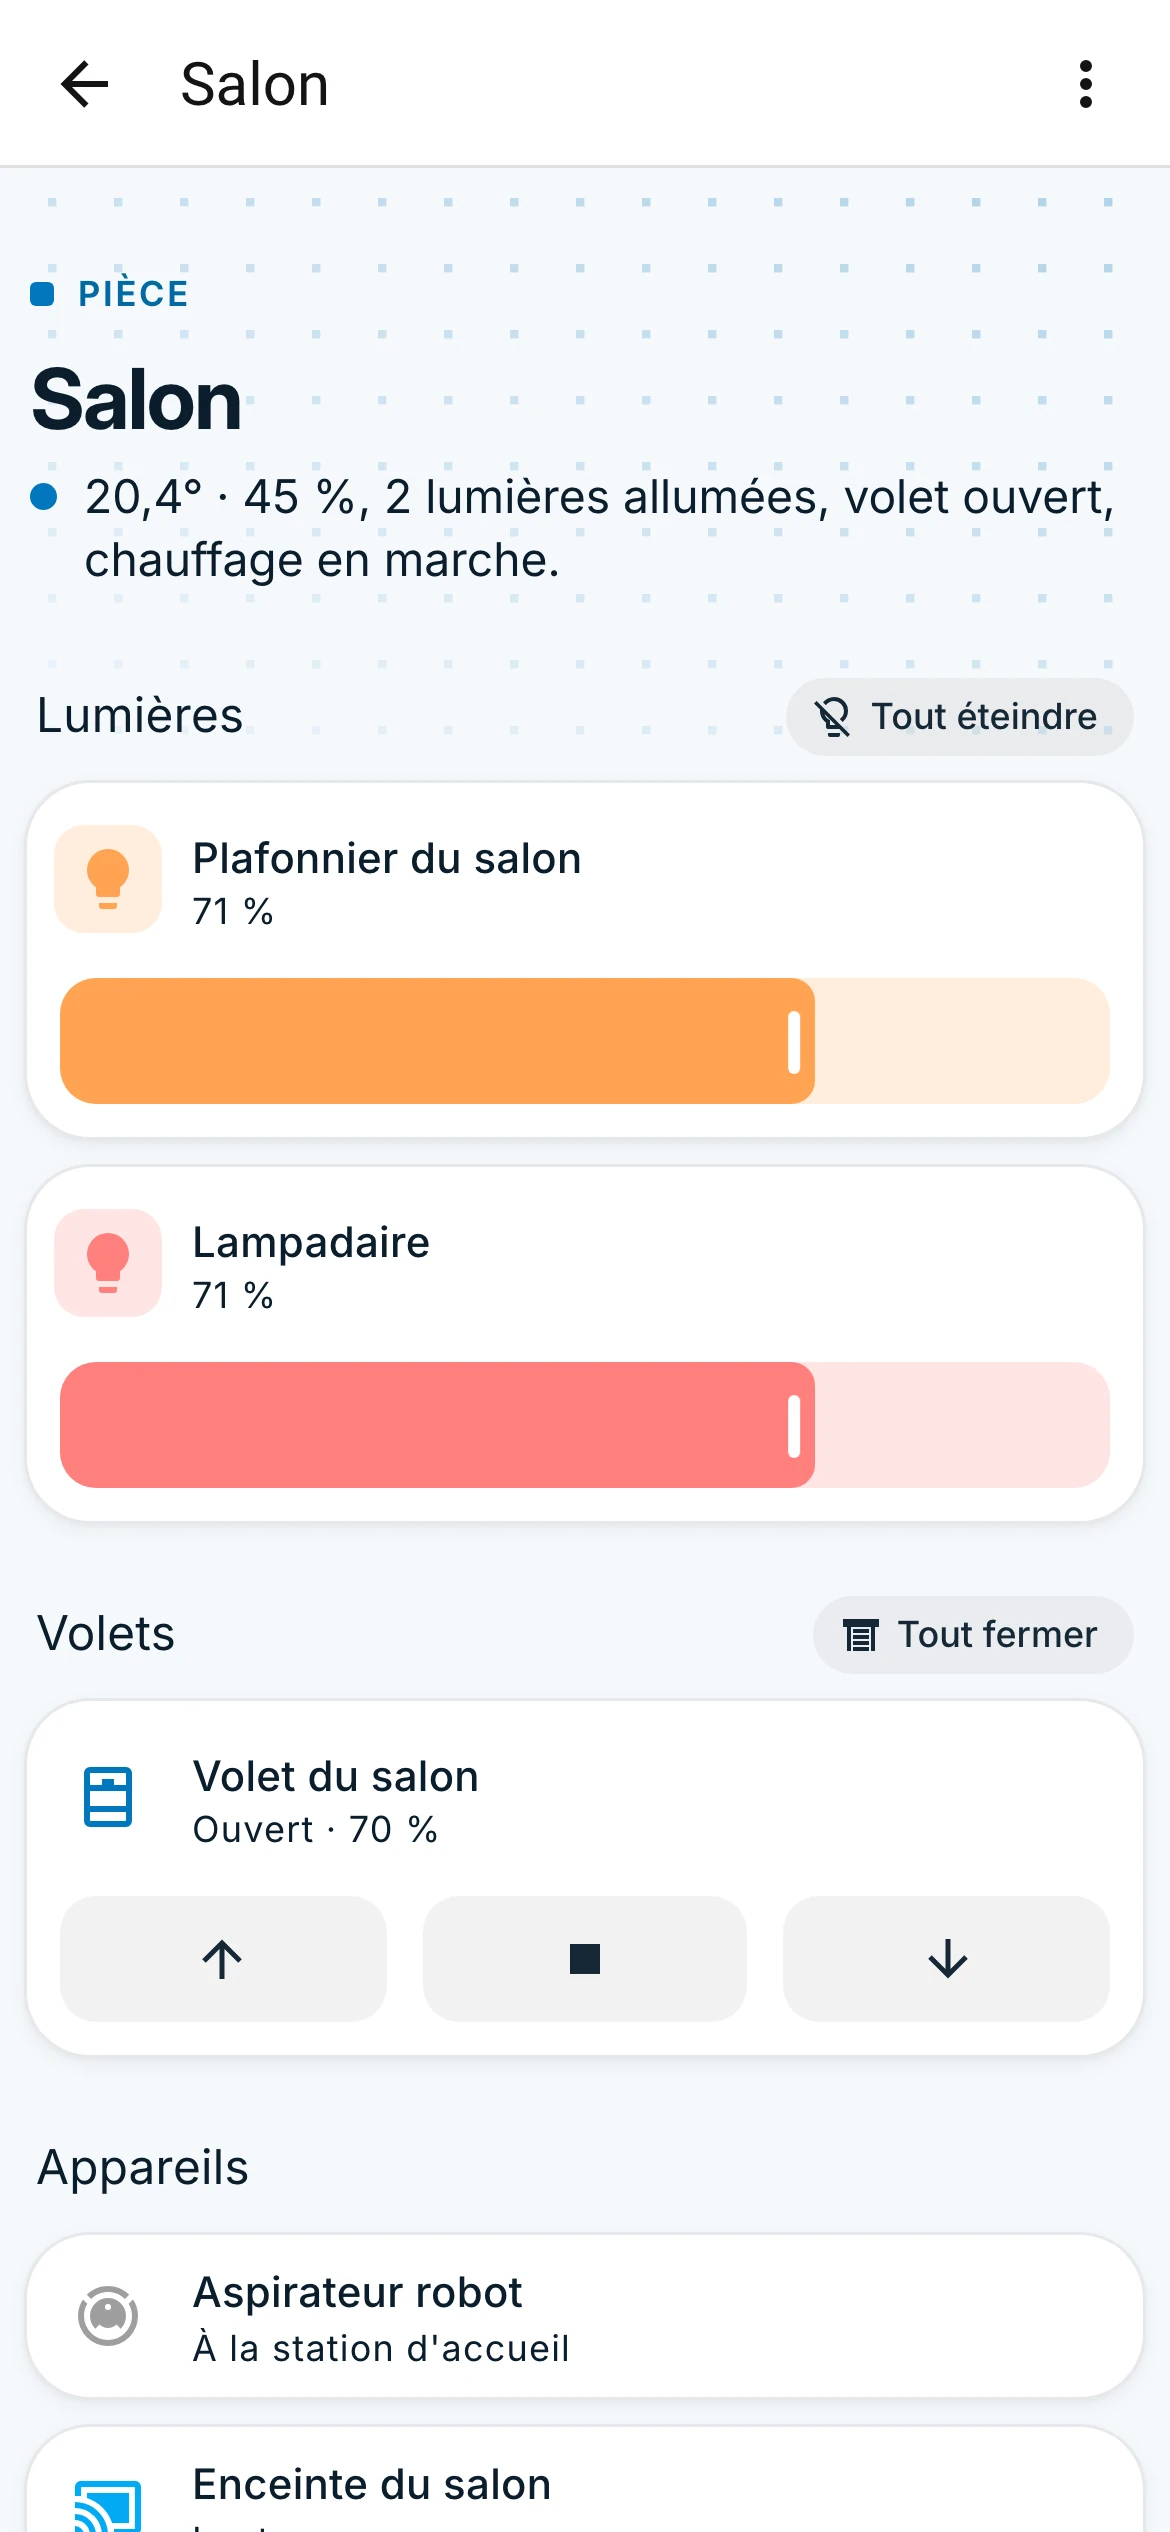 Salon
PIÈCE
Salon
20,4° · 45 %, 2 lumières allumées, volet ouvert,
chauffage en marche.
Lumières
Tout éteindre
Plafonnier du salon
71 %
Lampadaire
71 %
Volets
Tout fermer
Volet du salon
Ouvert · 70 %
Appareils
Aspirateur robot
À la station d'accueil
Enceinte du salon